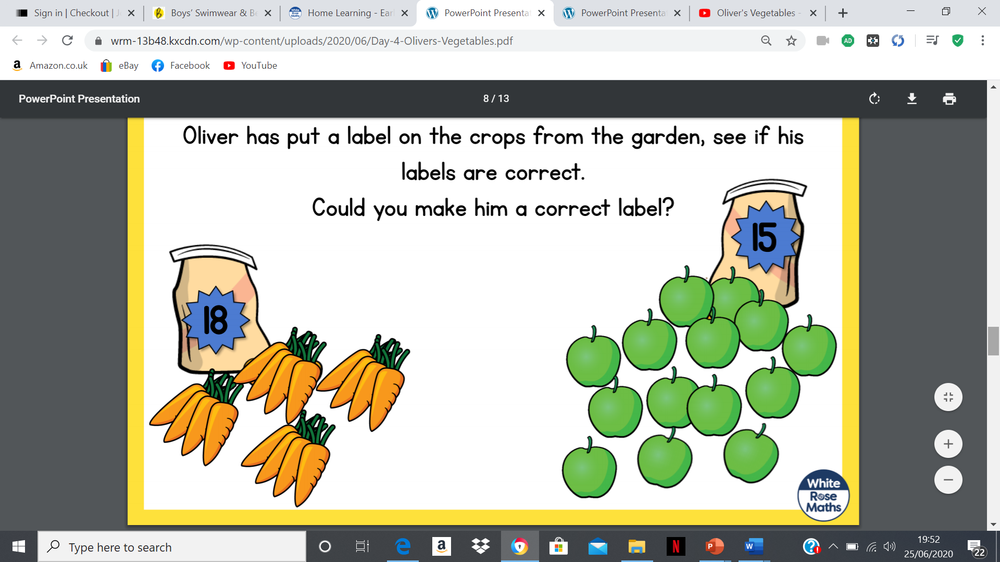 Sign in | Checkout | J
Boys' Swimwear & Be
Home Learning - Earl
PowerPoint Presentat
PowerPoint Presenta
Oliver's Vegetables -
wrm-13b48.kxcdn.com/wp-content/uploads/2020/06/Day-4-Olivers-Vegetables.pdf
AD
Amazon.co.uk
eBay
Facebook
YouTube
PowerPoint Presentation
8 / 13
Oliver has put a label on the crops from the garden, see if his
labels are correct.
Could you make him a correct label?
15
18
White
Rose
Maths
Type here to search
19:52
25/06/2020
22